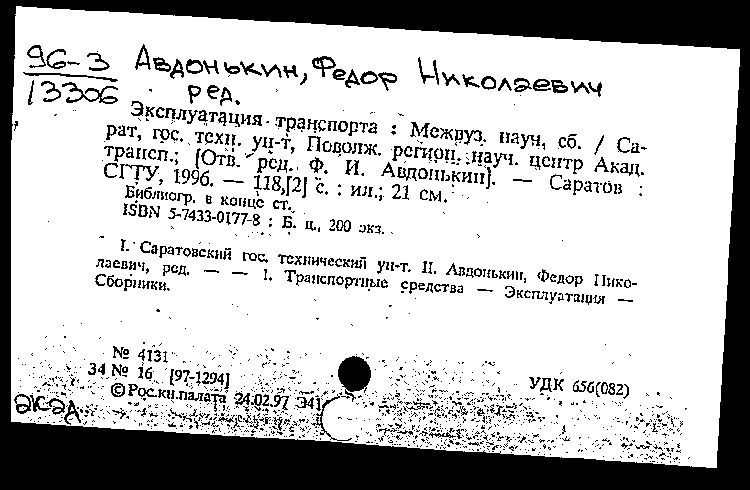 96-3 Авдонькин, Федор Николаевич
13306 ред.
Эксплуатация транспорта : Межвуз. науч. сб. / Са-
рат, гос. техн. ун-т, Поволж. регион. науч. центр Акад.
трансп.; [Отв. ред. Ф. И. Авдонькин]. — Саратов :
СГТУ, 1996. — 118,[2] с. : ил.; 21 см.
Библиогр. в конце ст.
ISBN 5-7433-0177-8 : Б. ц., 200 экз.
I. Саратовский гос. технический ун-т. II. Авдонькин, Федор Нико-
лаевич, ред. — — 1. Транспортные средства — Эксплуатация —
Сборники.
№ 4131
34 № 16 [97-1294]
© Рос.кн.палата 24.02.97 Э41
УДК 656(082)
экз.